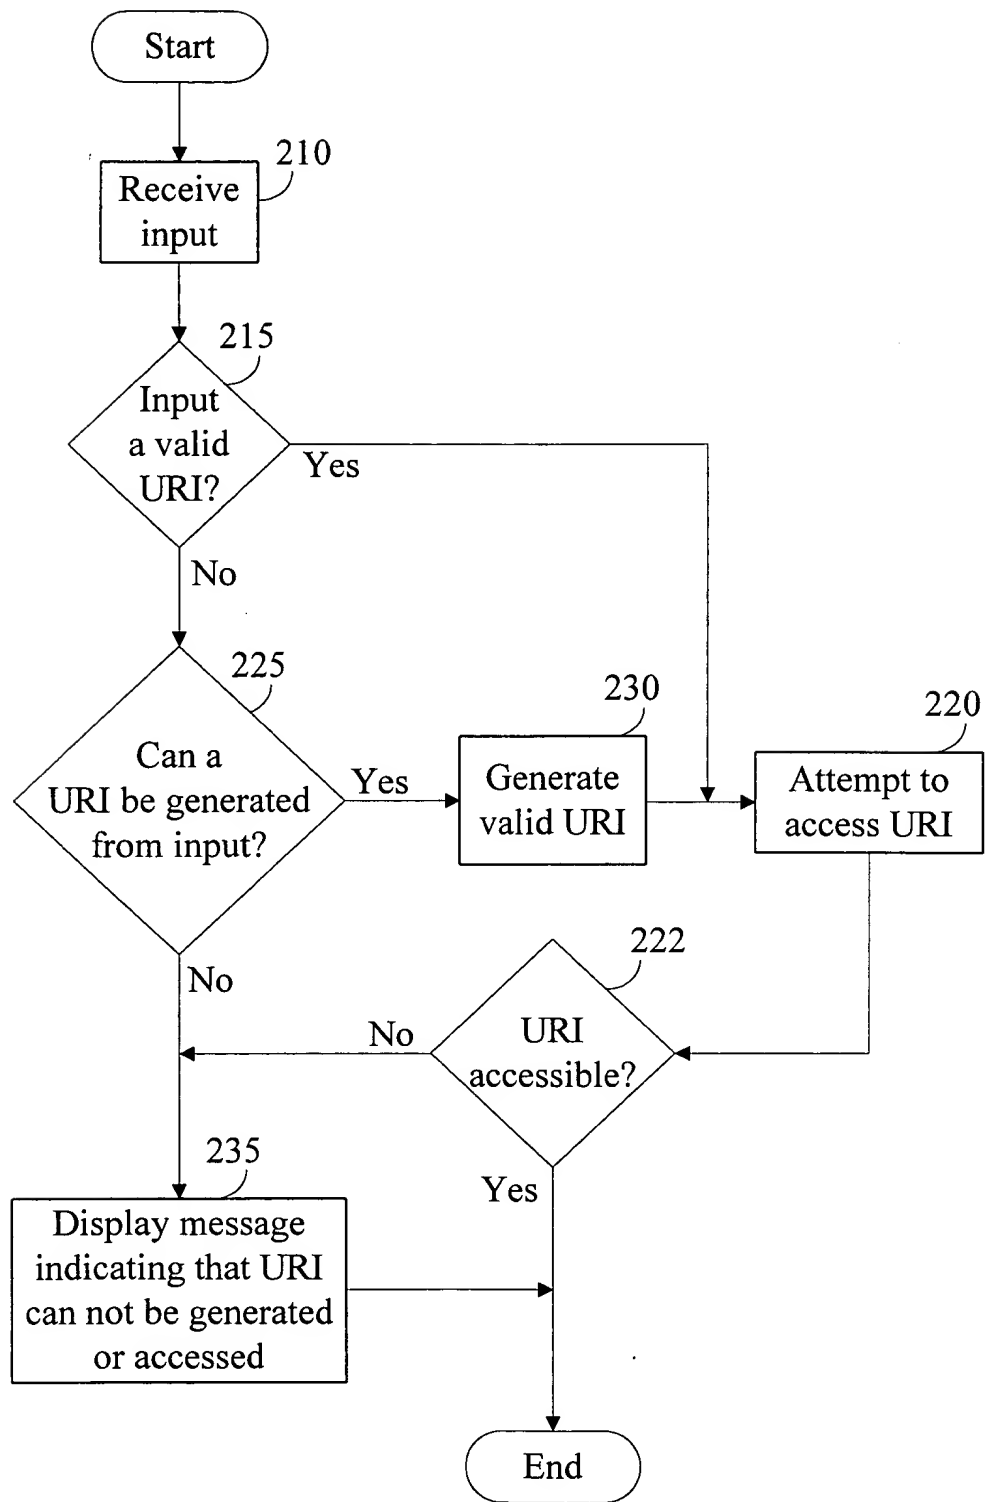 Start
210
Receive
input
215
Input
a valid
URI?
Yes
No
225
Can a
URI be generated
from input?
Yes
230
Generate
valid URI
220
Attempt to
access URI
No
222
URI
accessible?
No
Yes
235
Display message
indicating that URI
can not be generated
or accessed
End